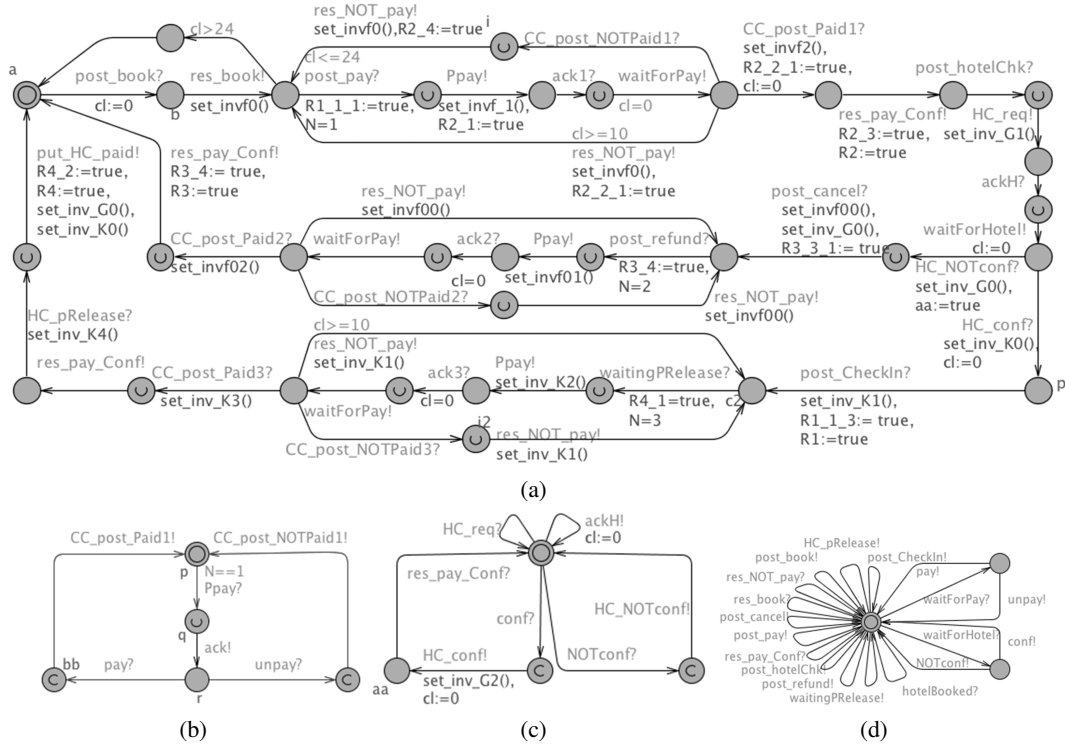 res_NOT_pay!
set_invf0(),R2_4:=true
i
CC_post_NOTPaid1?
CC_post_Paid1?
set_invf2(),
R2_2_1:=true,
cl:=0
cl>24
cl<=24
a
post_book?
cl:=0
b
res_book!
set_invf0()
post_pay?
R1_1_1:=true,
N=1
Ppay!
set_invf_1(),
R2_1:=true
ack1?
waitForPay!
cl=0
post_hotelChk?
res_pay_Conf!
R2_3:=true,
R2:=true
HC_req!
set_inv_G1()
cl>=10
res_NOT_pay!
set_invf0(),
R2_2_1:=true
ackH?
put_HC_paid!
R4_2:=true,
R4:=true,
set_inv_G0(),
set_inv_K0()
res_pay_Conf!
R3_4:= true,
R3:=true
res_NOT_pay!
set_invf00()
post_cancel?
set_invf00(),
set_inv_G0(),
R3_3_1:= true
waitForHotel!
cl:=0
CC_post_Paid2?
set_invf02()
waitForPay!
ack2?
cl=0
Ppay!
set_invf01()
post_refund?
R3_4:=true,
N=2
HC_NOTconf?
set_inv_G0(),
aa:=true
CC_post_NOTPaid2?
res_NOT_pay!
set_invf00()
HC_pRelease?
set_inv_K4()
cl>=10
res_NOT_pay!
set_inv_K1()
HC_conf?
set_inv_K0(),
cl:=0
res_pay_Conf!
CC_post_Paid3?
set_inv_K3()
waitForPay!
ack3?
cl=0
Ppay!
set_inv_K2()
waitingPRelease?
R4_1=true,
N=3
c2
post_CheckIn?
set_inv_K1(),
R1_1_3:= true,
R1:=true
p
CC_post_NOTPaid3?
i2
res_NOT_pay!
set_inv_K1()
(a)
CC_post_Paid1!
CC_post_NOTPaid1!
p
N==1
Ppay?
q
ack!
bb
pay?
unpay?
r
(b)
HC_req?
ackH!
cl:=0
res_pay_Conf?
conf?
HC_NOTconf!
HC_conf!
set_inv_G2(),
cl:=0
NOTconf?
aa
(c)
HC_pRelease!
post_book!
post_CheckIn!
res_NOT_pay?
pay!
res_book?
waitForPay?
unpay!
post_cancel!
post_pay!
waitForHotel?
conf!
res_pay_Conf?
NOTconf!
post_hotelChk!
post_refund!
hotelBooked?
waitingPRelease!
(d)